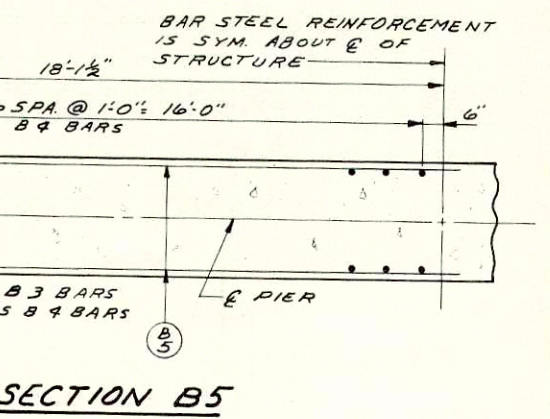 BAR STEEL REINFORCEMENT
IS SYM. ABOUT ℄ OF
STRUCTURE
18'-1½"
SPA. @ 1'-0" = 16'-0"
B 4 BARS
6"
B 3 BARS
S B 4 BARS
℄ PIER
B
5
SECTION B5